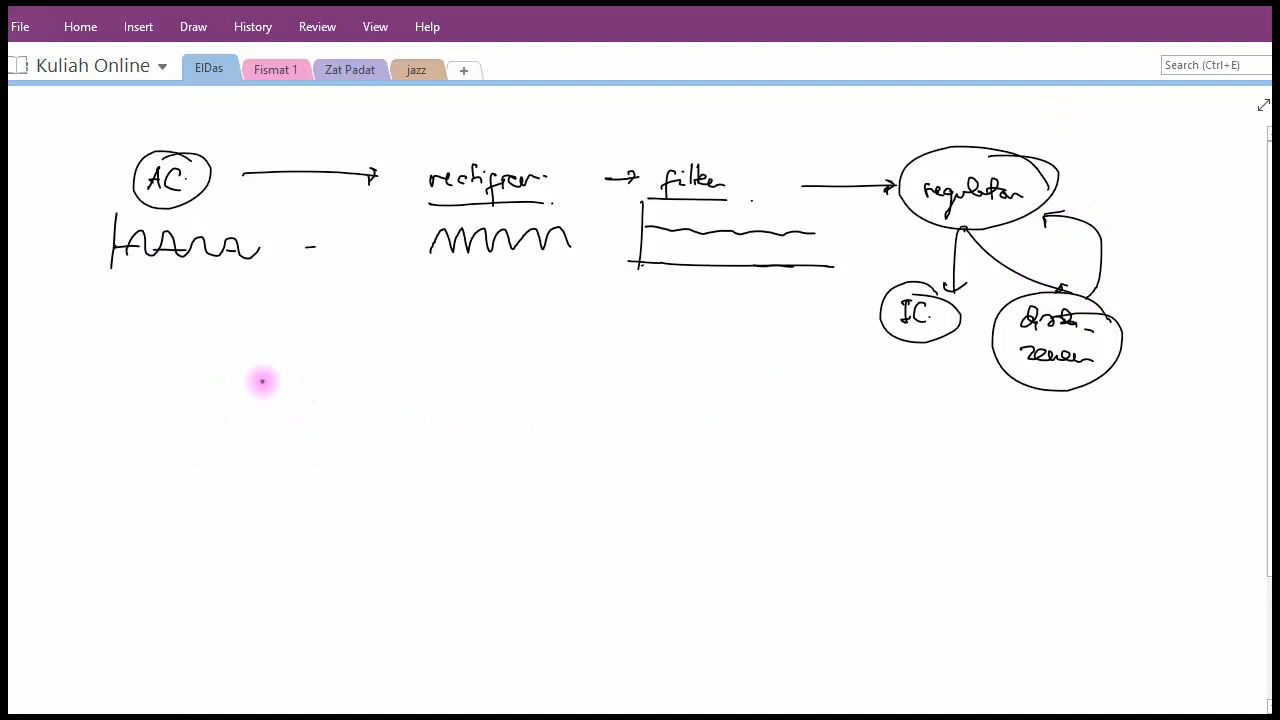 File Home Insert Draw History Review View Help
Kuliah Online ElDas Fismat 1 Zat Padat jazz + Search (Ctrl+E)
AC rectifier filter regulator
IC
zener